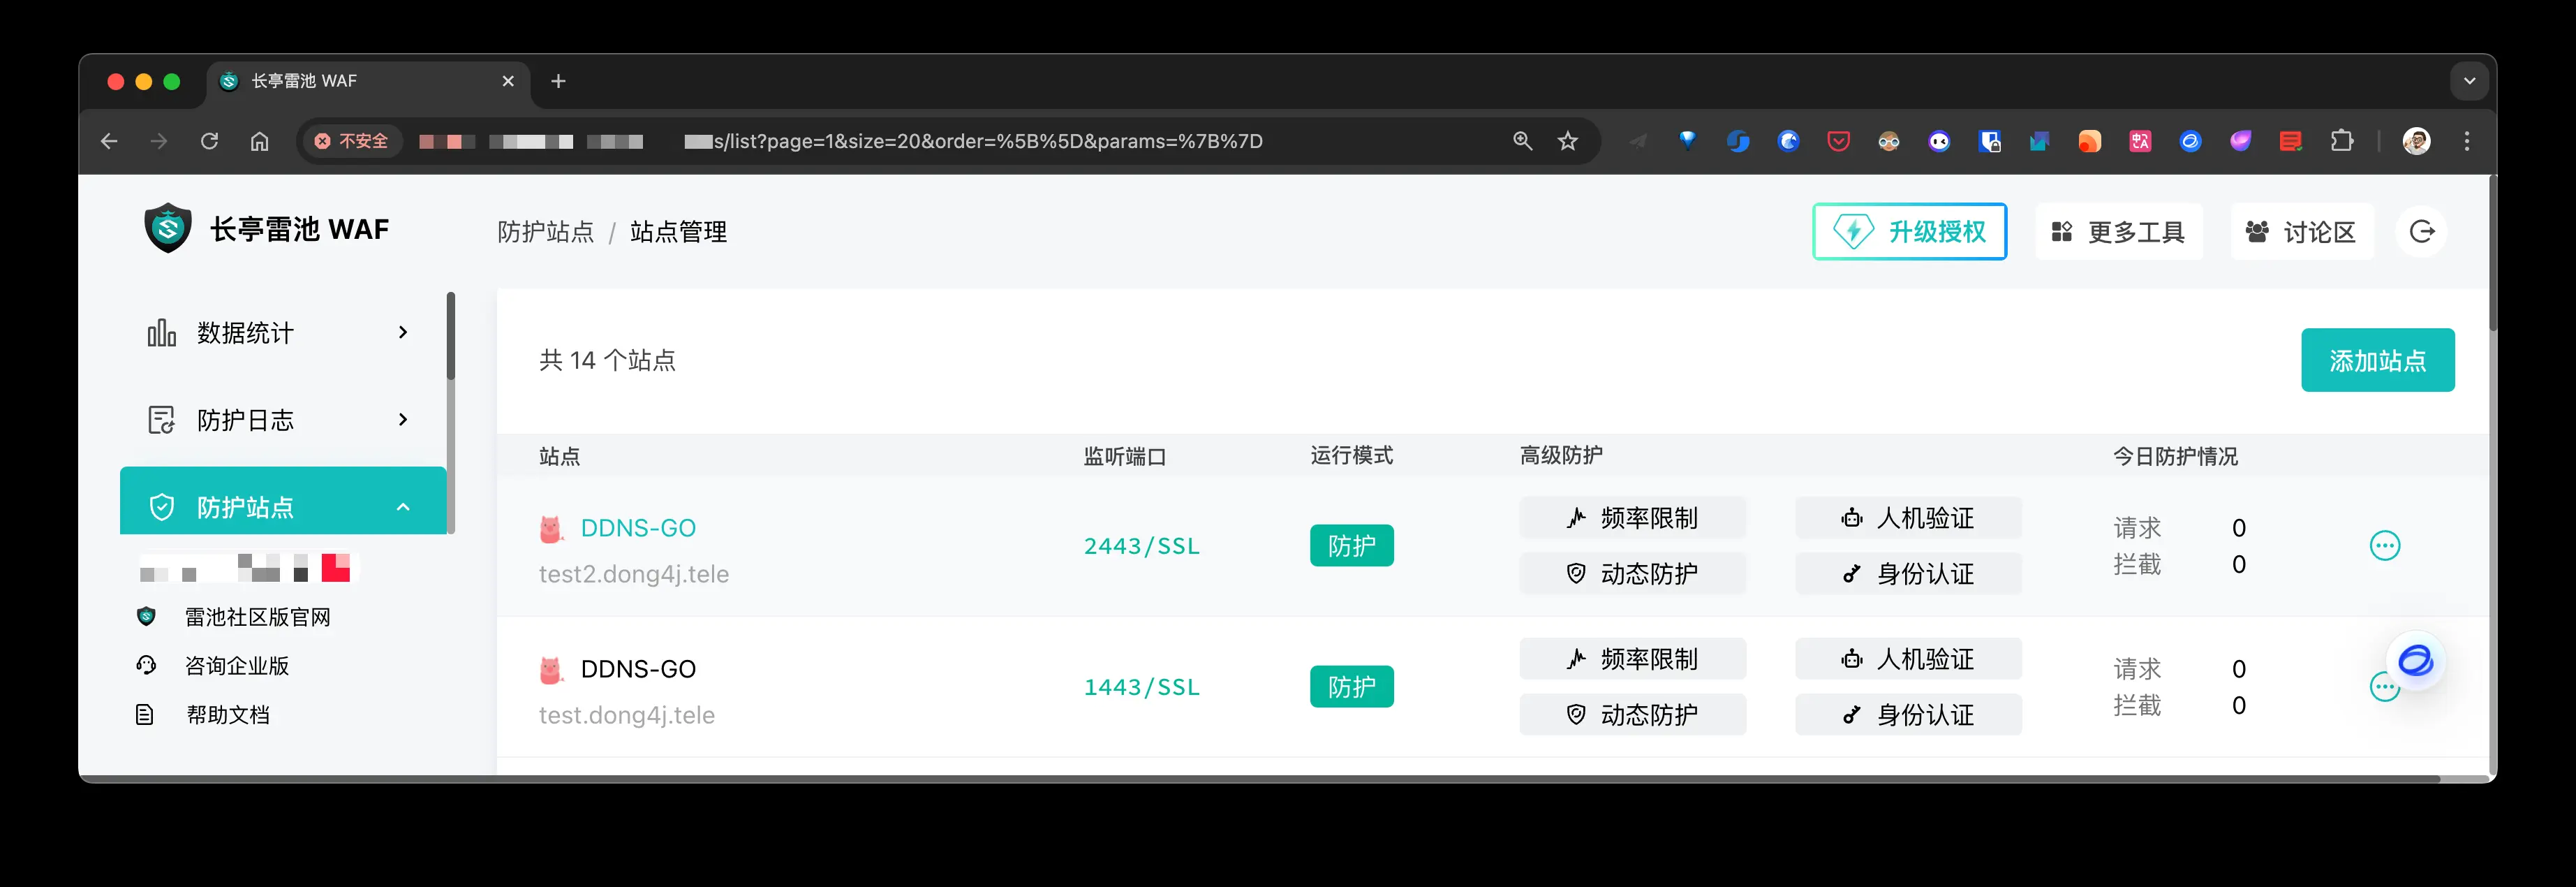 长亭雷池 WAF
不安全
s/list?page=1&size=20&order=%5B%5D&params=%7B%7D
长亭雷池 WAF
防护站点 / 站点管理
升级授权
更多工具
讨论区
数据统计
防护日志
防护站点
雷池社区版官网
咨询企业版
帮助文档
共 14 个站点
添加站点
站点 监听端口 运行模式 高级防护 今日防护情况
DDNS-GO
test2.dong4j.tele
2443/SSL
防护
频率限制 人机验证
动态防护 身份认证
请求 0
拦截 0
DDNS-GO
test.dong4j.tele
1443/SSL
防护
频率限制 人机验证
动态防护 身份认证
请求 0
拦截 0